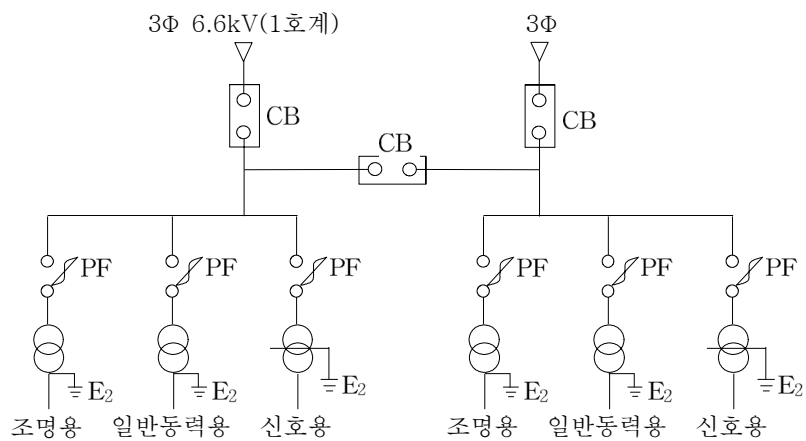 3Φ 6.6kV(1호계) 3Φ
CB CB
CB
PF PF PF PF PF PF
E₂ E₂ E₂ E₂ E₂ E₂
조명용 일반동력용 신호용 조명용 일반동력용 신호용